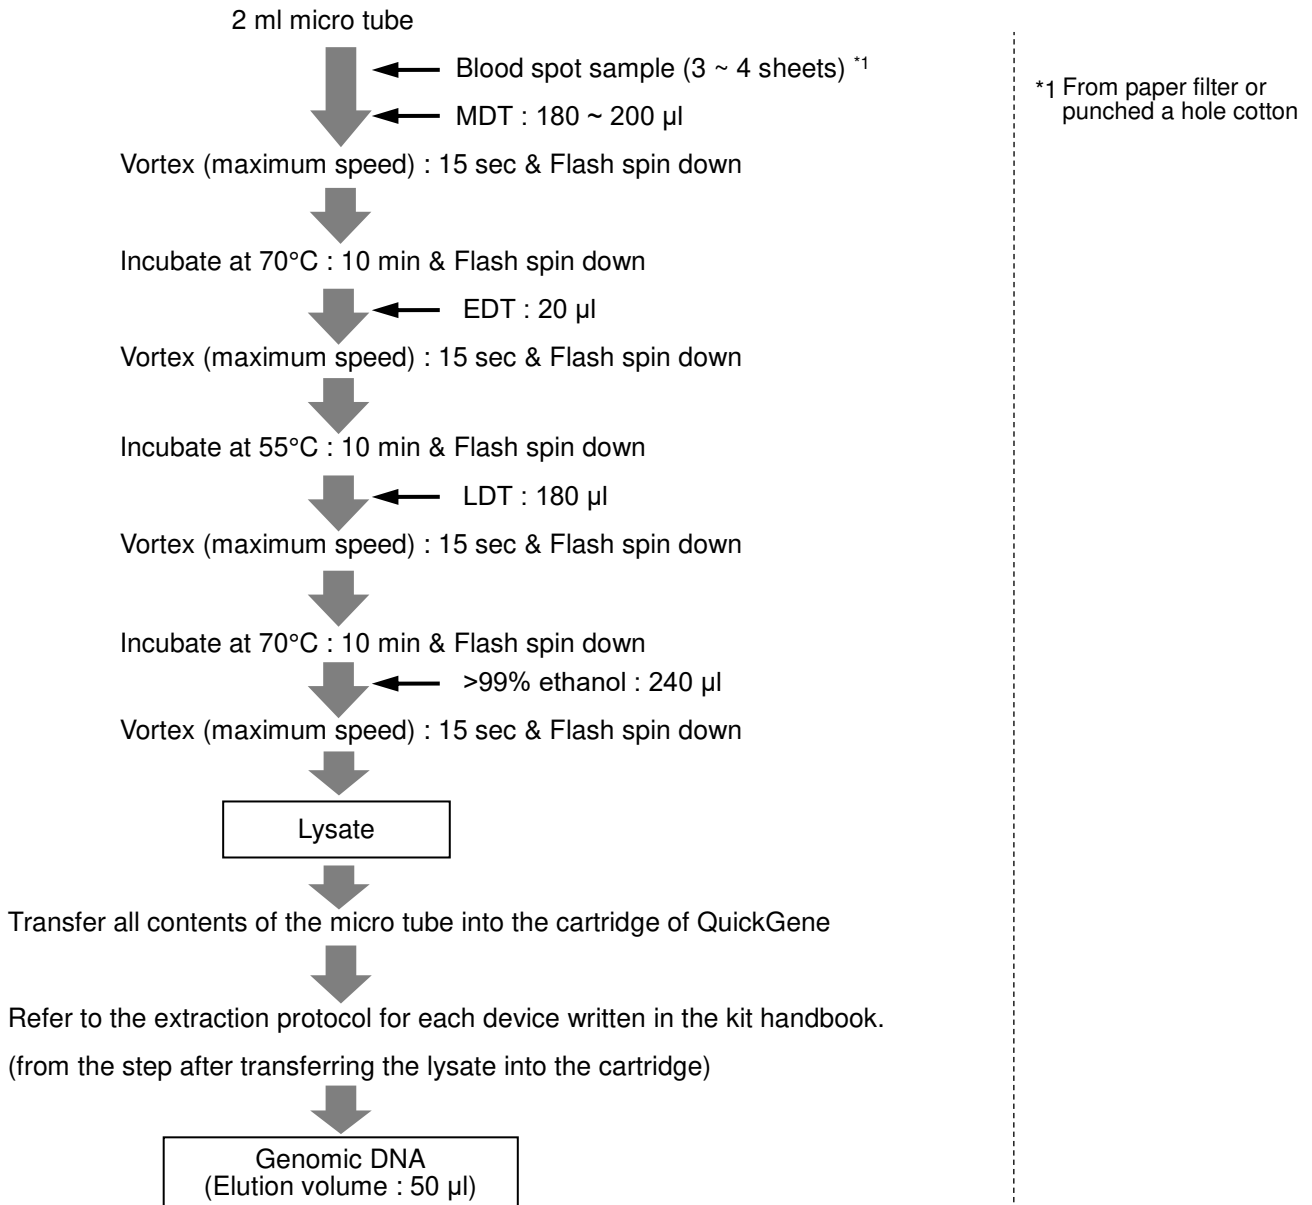 2 ml micro tube
Blood spot sample (3 ~ 4 sheets) *1
*1 From paper filter or
punched a hole cotton
MDT : 180 ~ 200 µl
Vortex (maximum speed) : 15 sec & Flash spin down
Incubate at 70°C : 10 min & Flash spin down
EDT : 20 µl
Vortex (maximum speed) : 15 sec & Flash spin down
Incubate at 55°C : 10 min & Flash spin down
LDT : 180 µl
Vortex (maximum speed) : 15 sec & Flash spin down
Incubate at 70°C : 10 min & Flash spin down
>99% ethanol : 240 µl
Vortex (maximum speed) : 15 sec & Flash spin down
Lysate
Transfer all contents of the micro tube into the cartridge of QuickGene
Refer to the extraction protocol for each device written in the kit handbook.
(from the step after transferring the lysate into the cartridge)
Genomic DNA
(Elution volume : 50 µl)